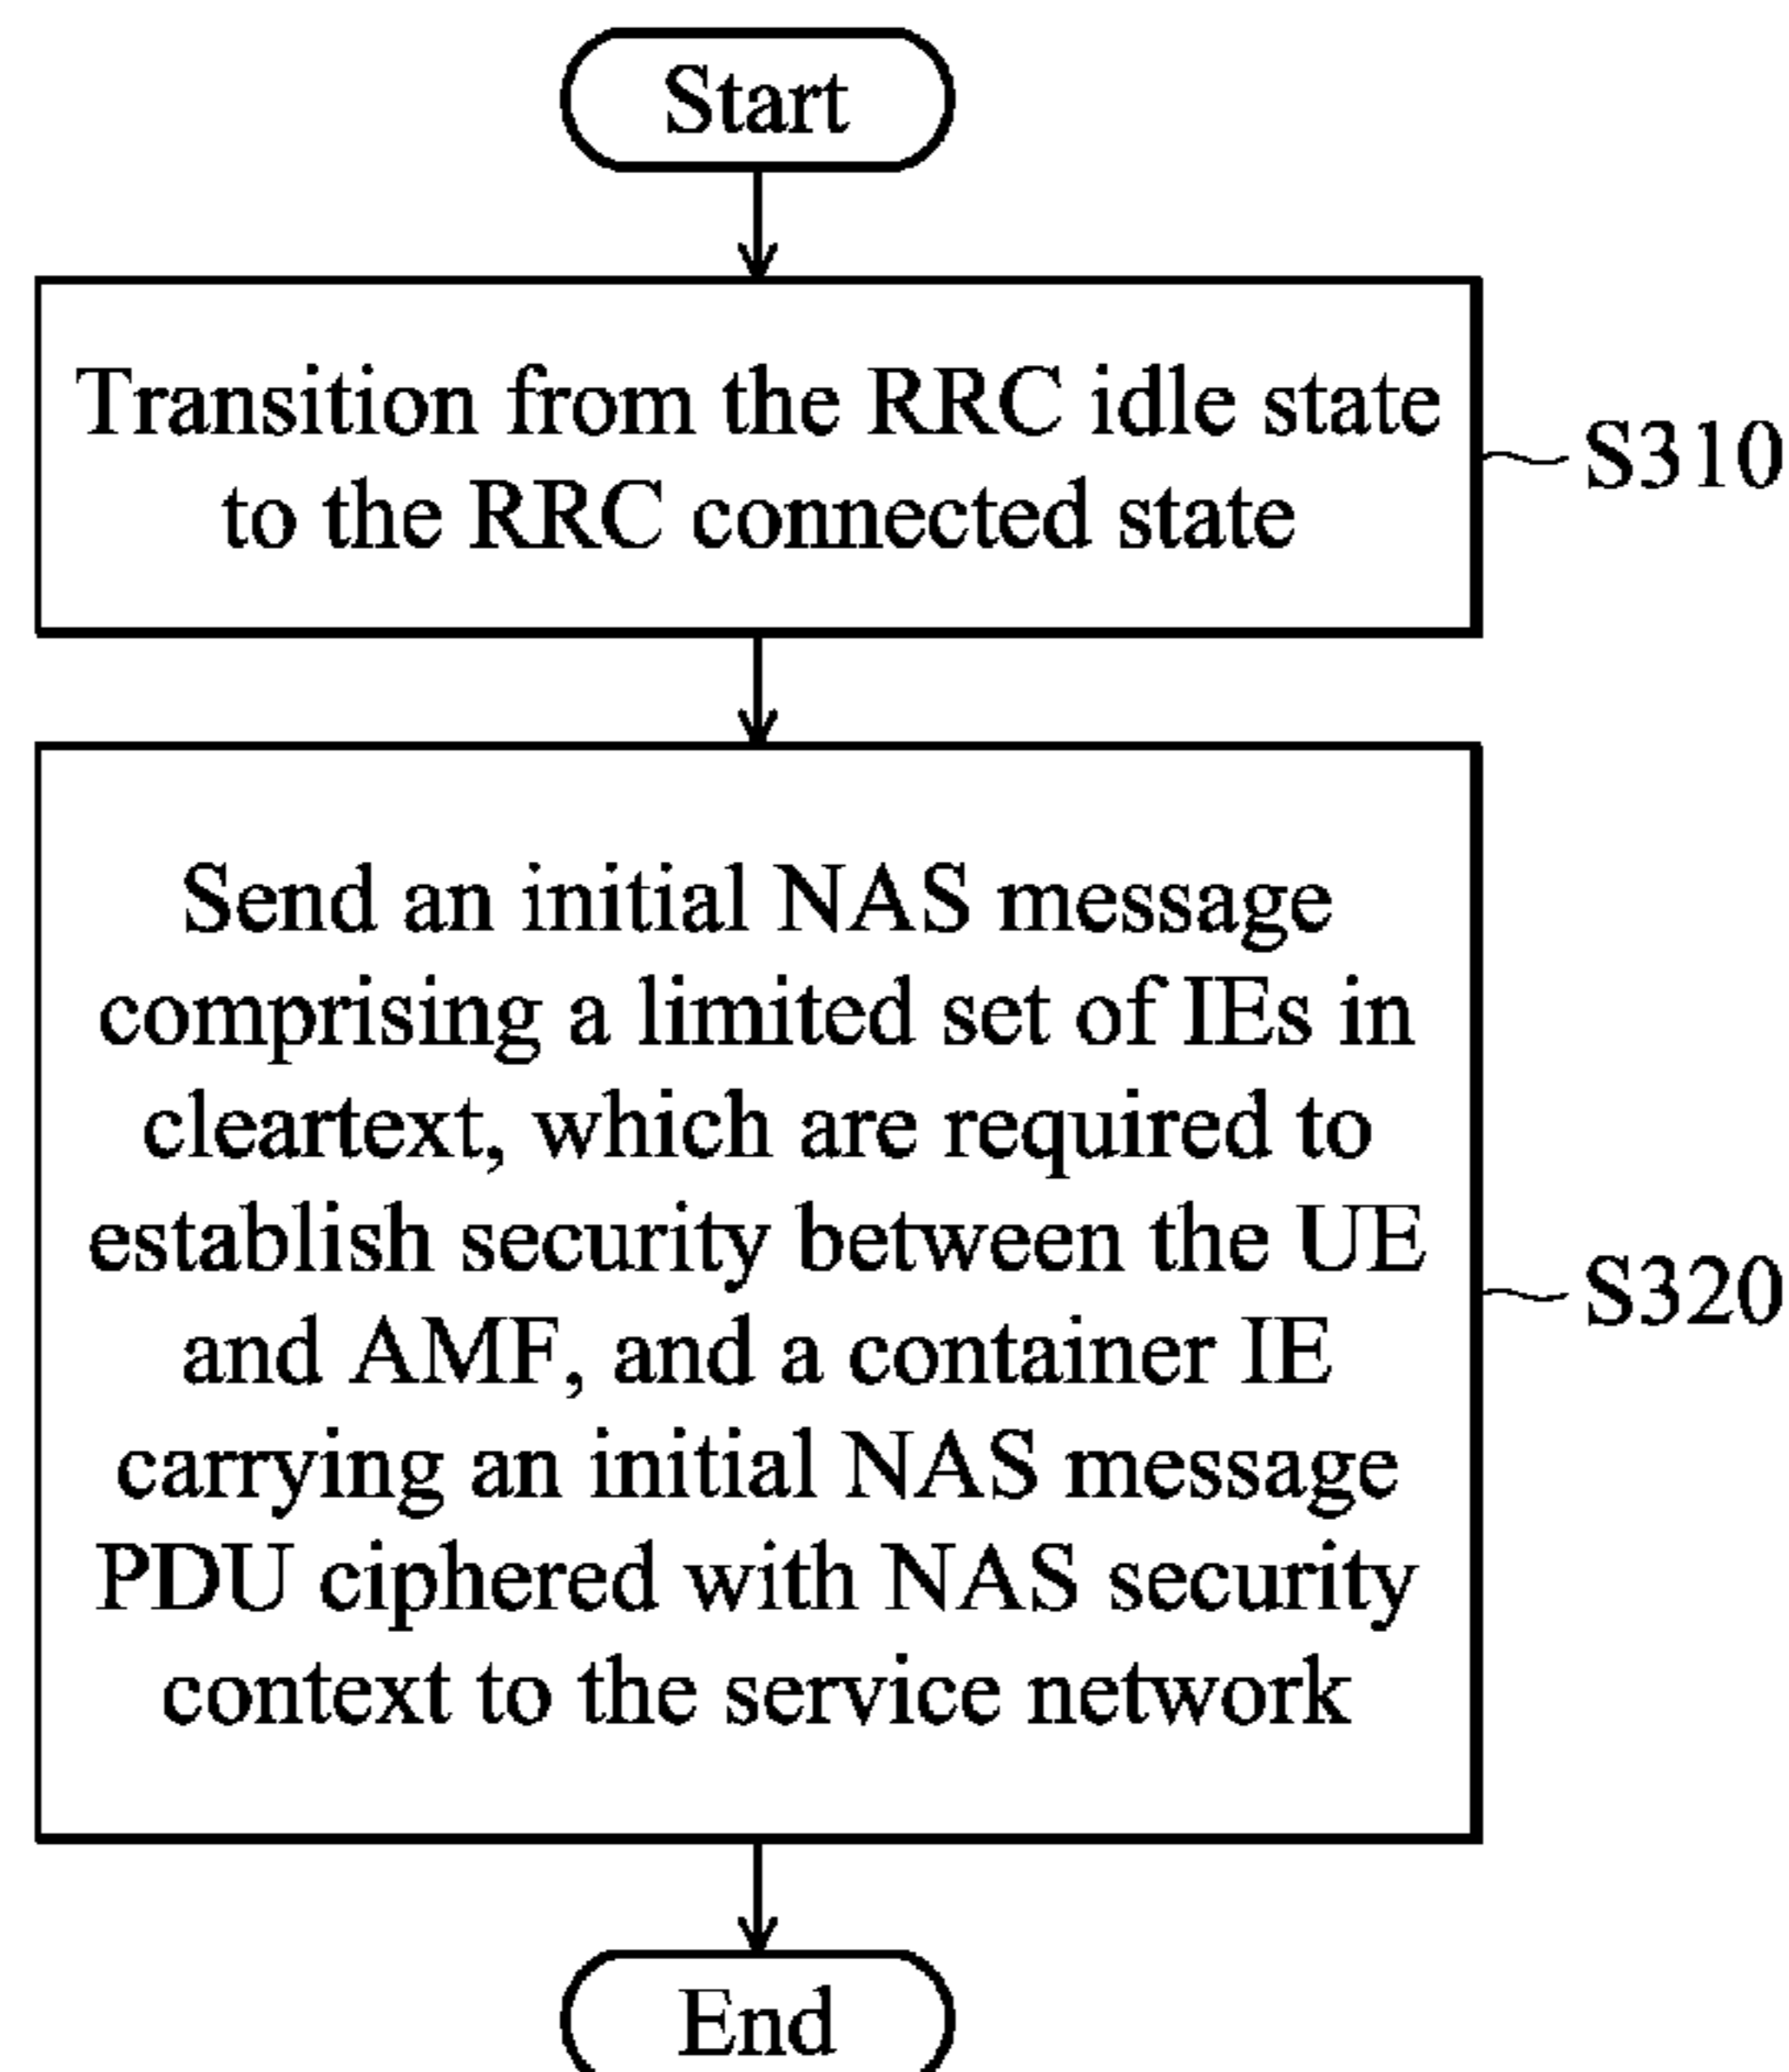 Start
Transition from the RRC idle state
to the RRC connected state
S310
Send an initial NAS message
comprising a limited set of IEs in
cleartext, which are required to
establish security between the UE
and AMF, and a container IE
carrying an initial NAS message
PDU ciphered with NAS security
context to the service network
S320
End